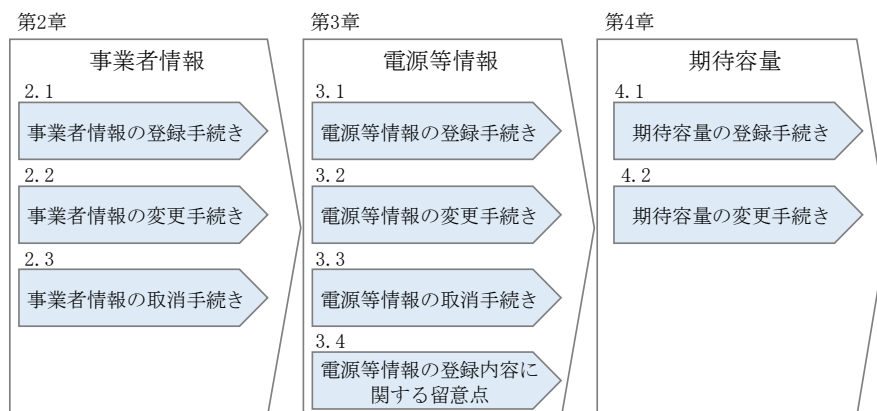 第2章
事業者情報
2.1
事業者情報の登録手続き
2.2
事業者情報の変更手続き
2.3
事業者情報の取消手続き
第3章
電源等情報
3.1
電源等情報の登録手続き
3.2
電源等情報の変更手続き
3.3
電源等情報の取消手続き
3.4
電源等情報の登録内容に
関する留意点
第4章
期待容量
4.1
期待容量の登録手続き
4.2
期待容量の変更手続き